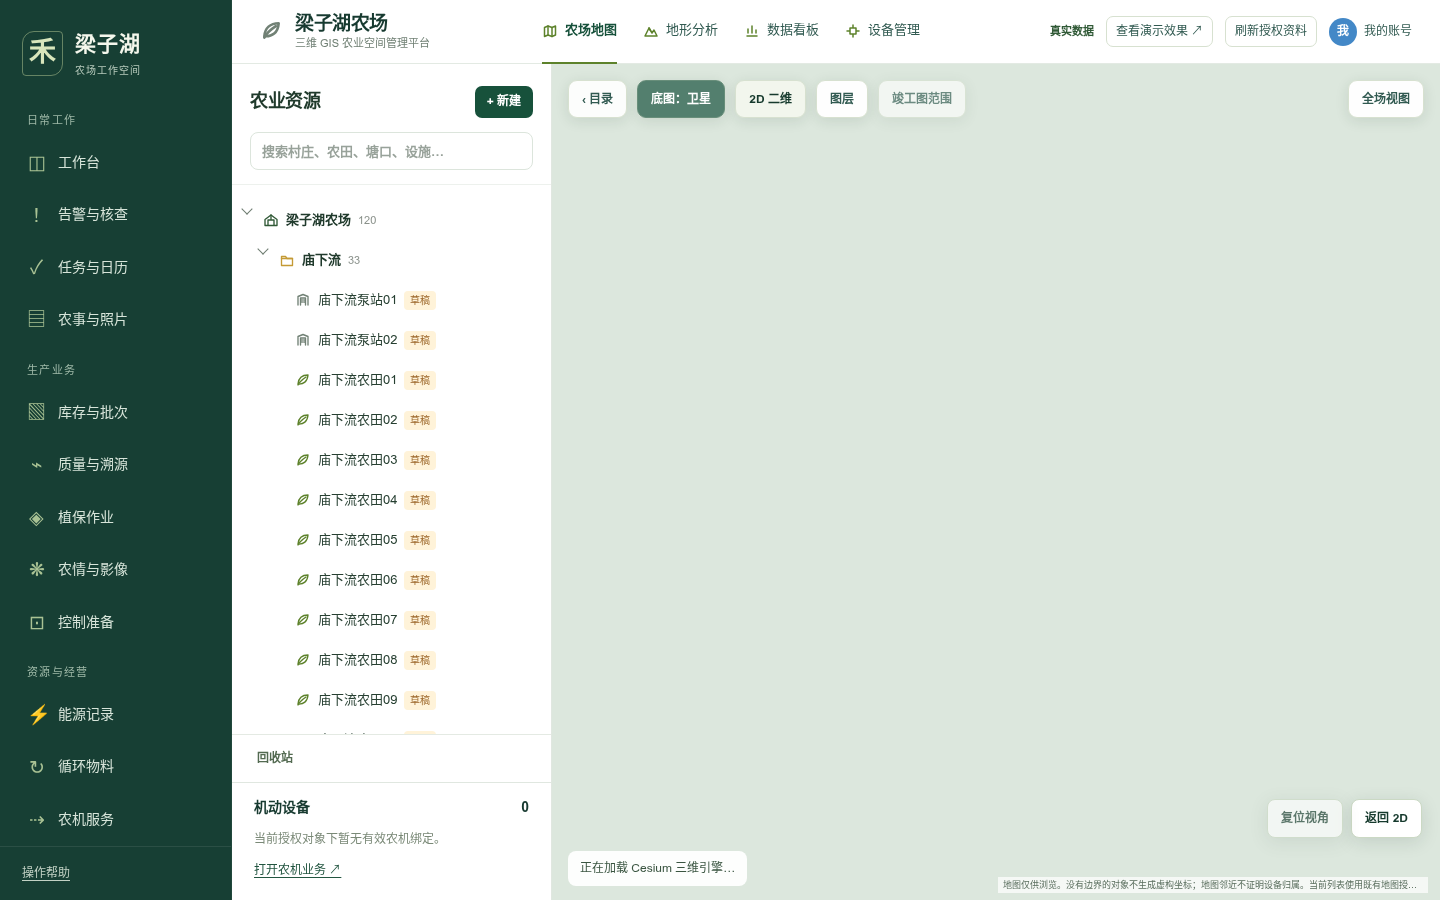 禾
梁子湖
农场工作空间
日常工作
工作台
告警与核查
任务与日历
农事与照片
生产业务
库存与批次
质量与溯源
植保作业
农情与影像
控制准备
资源与经营
能源记录
循环物料
农机服务
操作帮助
梁子湖农场
三维 GIS 农业空间管理平台
农场地图
地形分析
数据看板
设备管理
真实数据
查看演示效果 ↗
刷新授权资料
我
我的账号
农业资源
+ 新建
搜索村庄、农田、塘口、设施…
梁子湖农场 120
庙下流 33
庙下流泵站01 草稿
庙下流泵站02 草稿
庙下流农田01 草稿
庙下流农田02 草稿
庙下流农田03 草稿
庙下流农田04 草稿
庙下流农田05 草稿
庙下流农田06 草稿
庙下流农田07 草稿
庙下流农田08 草稿
庙下流农田09 草稿
回收站
机动设备 0
当前授权对象下暂无有效农机绑定。
打开农机业务 ↗
‹ 目录
底图：卫星
2D 二维
图层
竣工图范围
全场视图
复位视角
返回 2D
正在加载 Cesium 三维引擎…
地图仅供浏览。没有边界的对象不生成虚构坐标；地图邻近不证明设备归属。当前列表使用既有地图授…